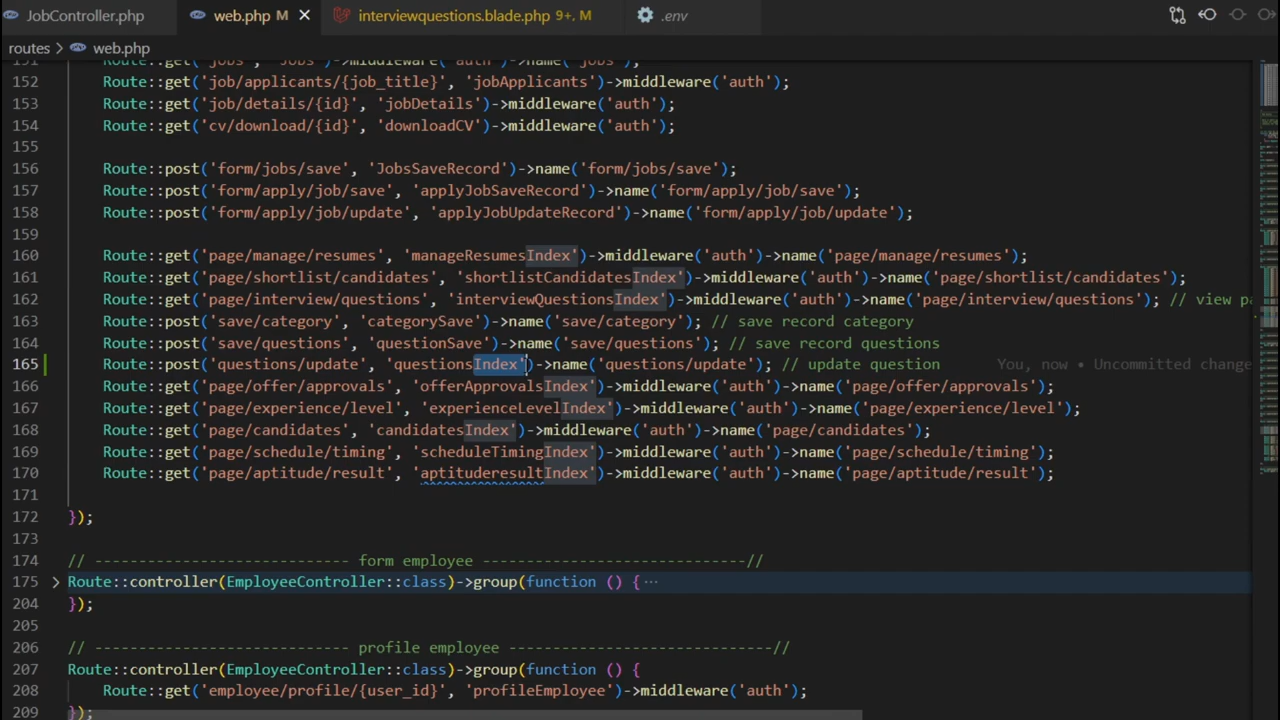 JobController.php web.php M × interviewquestions.blade.php 9+, M .env
routes > web.php
151 Route::get('jobs', 'Jobs')->middleware('auth')->name('jobs');
152 Route::get('job/applicants/{job_title}', 'jobApplicants')->middleware('auth');
153 Route::get('job/details/{id}', 'jobDetails')->middleware('auth');
154 Route::get('cv/download/{id}', 'downloadCV')->middleware('auth');
155
156 Route::post('form/jobs/save', 'JobsSaveRecord')->name('form/jobs/save');
157 Route::post('form/apply/job/save', 'applyJobSaveRecord')->name('form/apply/job/save');
158 Route::post('form/apply/job/update', 'applyJobUpdateRecord')->name('form/apply/job/update');
159
160 Route::get('page/manage/resumes', 'manageResumesIndex')->middleware('auth')->name('page/manage/resumes');
161 Route::get('page/shortlist/candidates', 'shortlistCandidatesIndex')->middleware('auth')->name('page/shortlist/candidates');
162 Route::get('page/interview/questions', 'interviewQuestionsIndex')->middleware('auth')->name('page/interview/questions'); // view pa
163 Route::post('save/category', 'categorySave')->name('save/category'); // save record category
164 Route::post('save/questions', 'questionSave')->name('save/questions'); // save record questions
165 Route::post('questions/update', 'questionsIndex')->name('questions/update'); // update question You, now • Uncommitted change
166 Route::get('page/offer/approvals', 'offerApprovalsIndex')->middleware('auth')->name('page/offer/approvals');
167 Route::get('page/experience/level', 'experienceLevelIndex')->middleware('auth')->name('page/experience/level');
168 Route::get('page/candidates', 'candidatesIndex')->middleware('auth')->name('page/candidates');
169 Route::get('page/schedule/timing', 'scheduleTimingIndex')->middleware('auth')->name('page/schedule/timing');
170 Route::get('page/aptitude/result', 'aptituderesultIndex')->middleware('auth')->name('page/aptitude/result');
171
172 });
173
174 // ---------------------------- form employee ----------------------------//
175 > Route::controller(EmployeeController::class)->group(function () { ···
204 });
205
206 // ---------------------------- profile employee ----------------------------//
207 Route::controller(EmployeeController::class)->group(function () {
208 Route::get('employee/profile/{user_id}', 'profileEmployee')->middleware('auth');
209 });